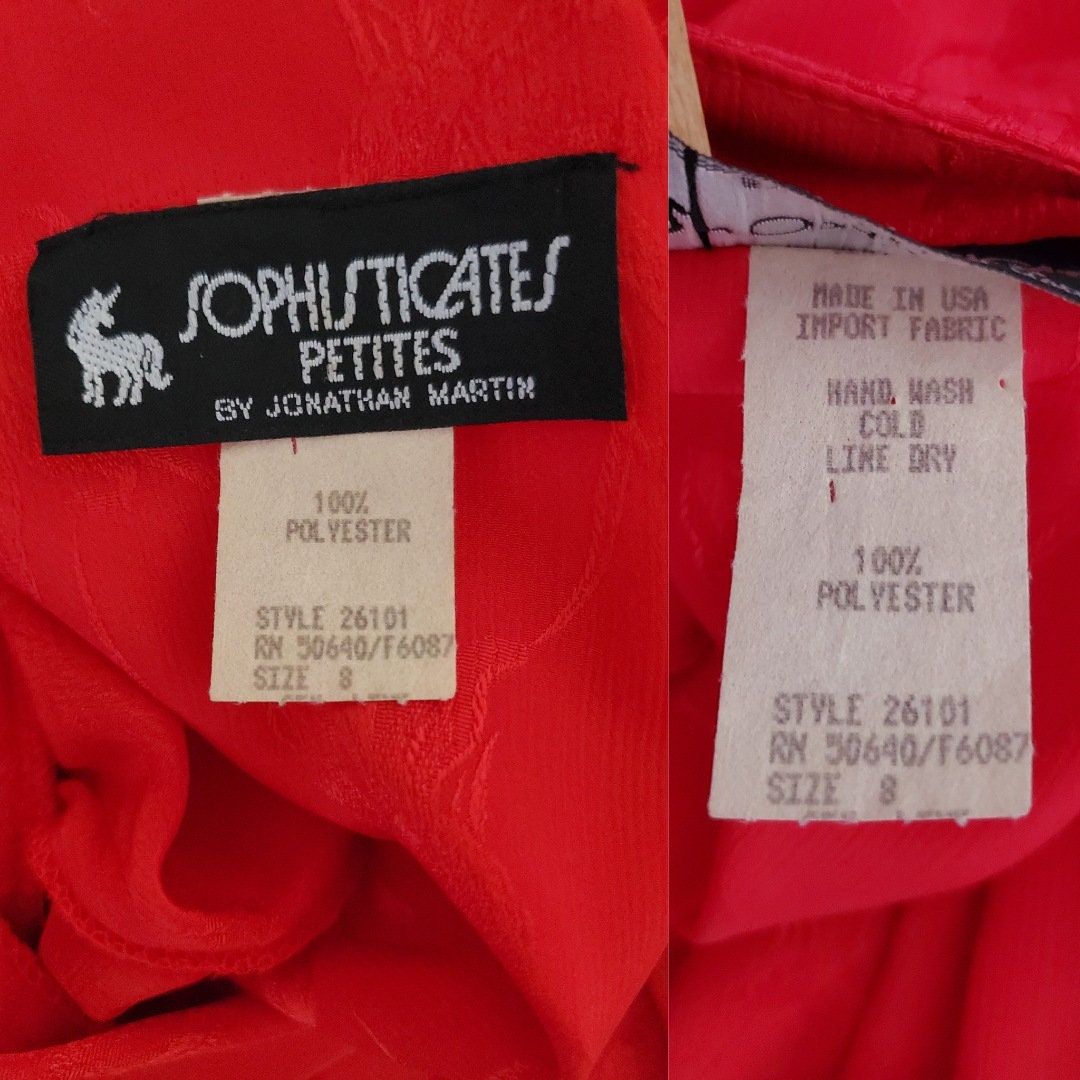 SOPHISTICATES
PETITES
BY JONATHAN MARTIN
100%
POLYESTER
STYLE 26101
RN 50640/F6087
SIZE 8
MADE IN USA
IMPORT FABRIC
HAND WASH
COLD
LINE DRY
100%
POLYESTER
STYLE 26101
RN 50640/F6087
SIZE 8